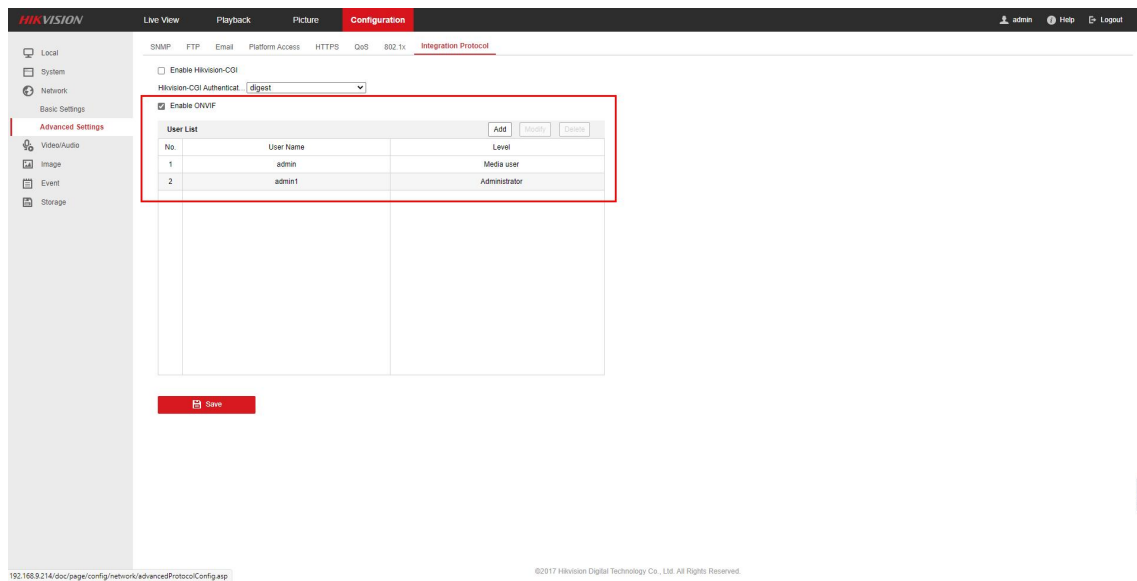 HIKVISION Live View Playback Picture Configuration admin Help Logout
Local
System
Network
Basic Settings
Advanced Settings
Video/Audio
Image
Event
Storage
SNMP FTP Email Platform Access HTTPS QoS 802.1x Integration Protocol
Enable Hikvision-CGI
Hikvision-CGI Authenticat... digest
Enable ONVIF
User List Add Modify Delete
No. User Name Level
1 admin Media user
2 admin1 Administrator
Save
©2017 Hikvision Digital Technology Co., Ltd. All Rights Reserved.
192.168.9.214/doc/page/config/network/advancedProtocolConfig.asp